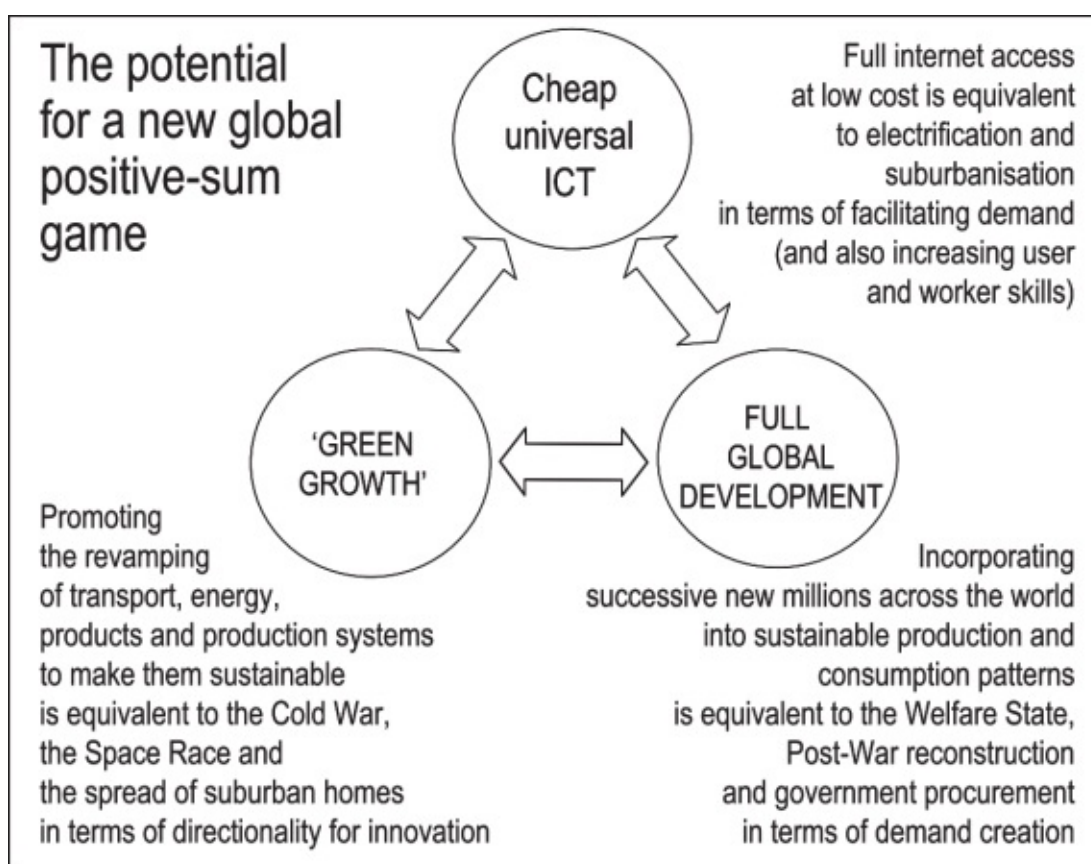 The potential
for a new global
positive-sum
game
Cheap
universal
ICT
Full internet access
at low cost is equivalent
to electrification and
suburbanisation
in terms of facilitating demand
(and also increasing user
and worker skills)
‘GREEN
GROWTH’
FULL
GLOBAL
DEVELOPMENT
Promoting
the revamping
of transport, energy,
products and production systems
to make them sustainable
is equivalent to the Cold War,
the Space Race and
the spread of suburban homes
in terms of directionality for innovation
Incorporating
successive new millions across the world
into sustainable production and
consumption patterns
is equivalent to the Welfare State,
Post-War reconstruction
and government procurement
in terms of demand creation